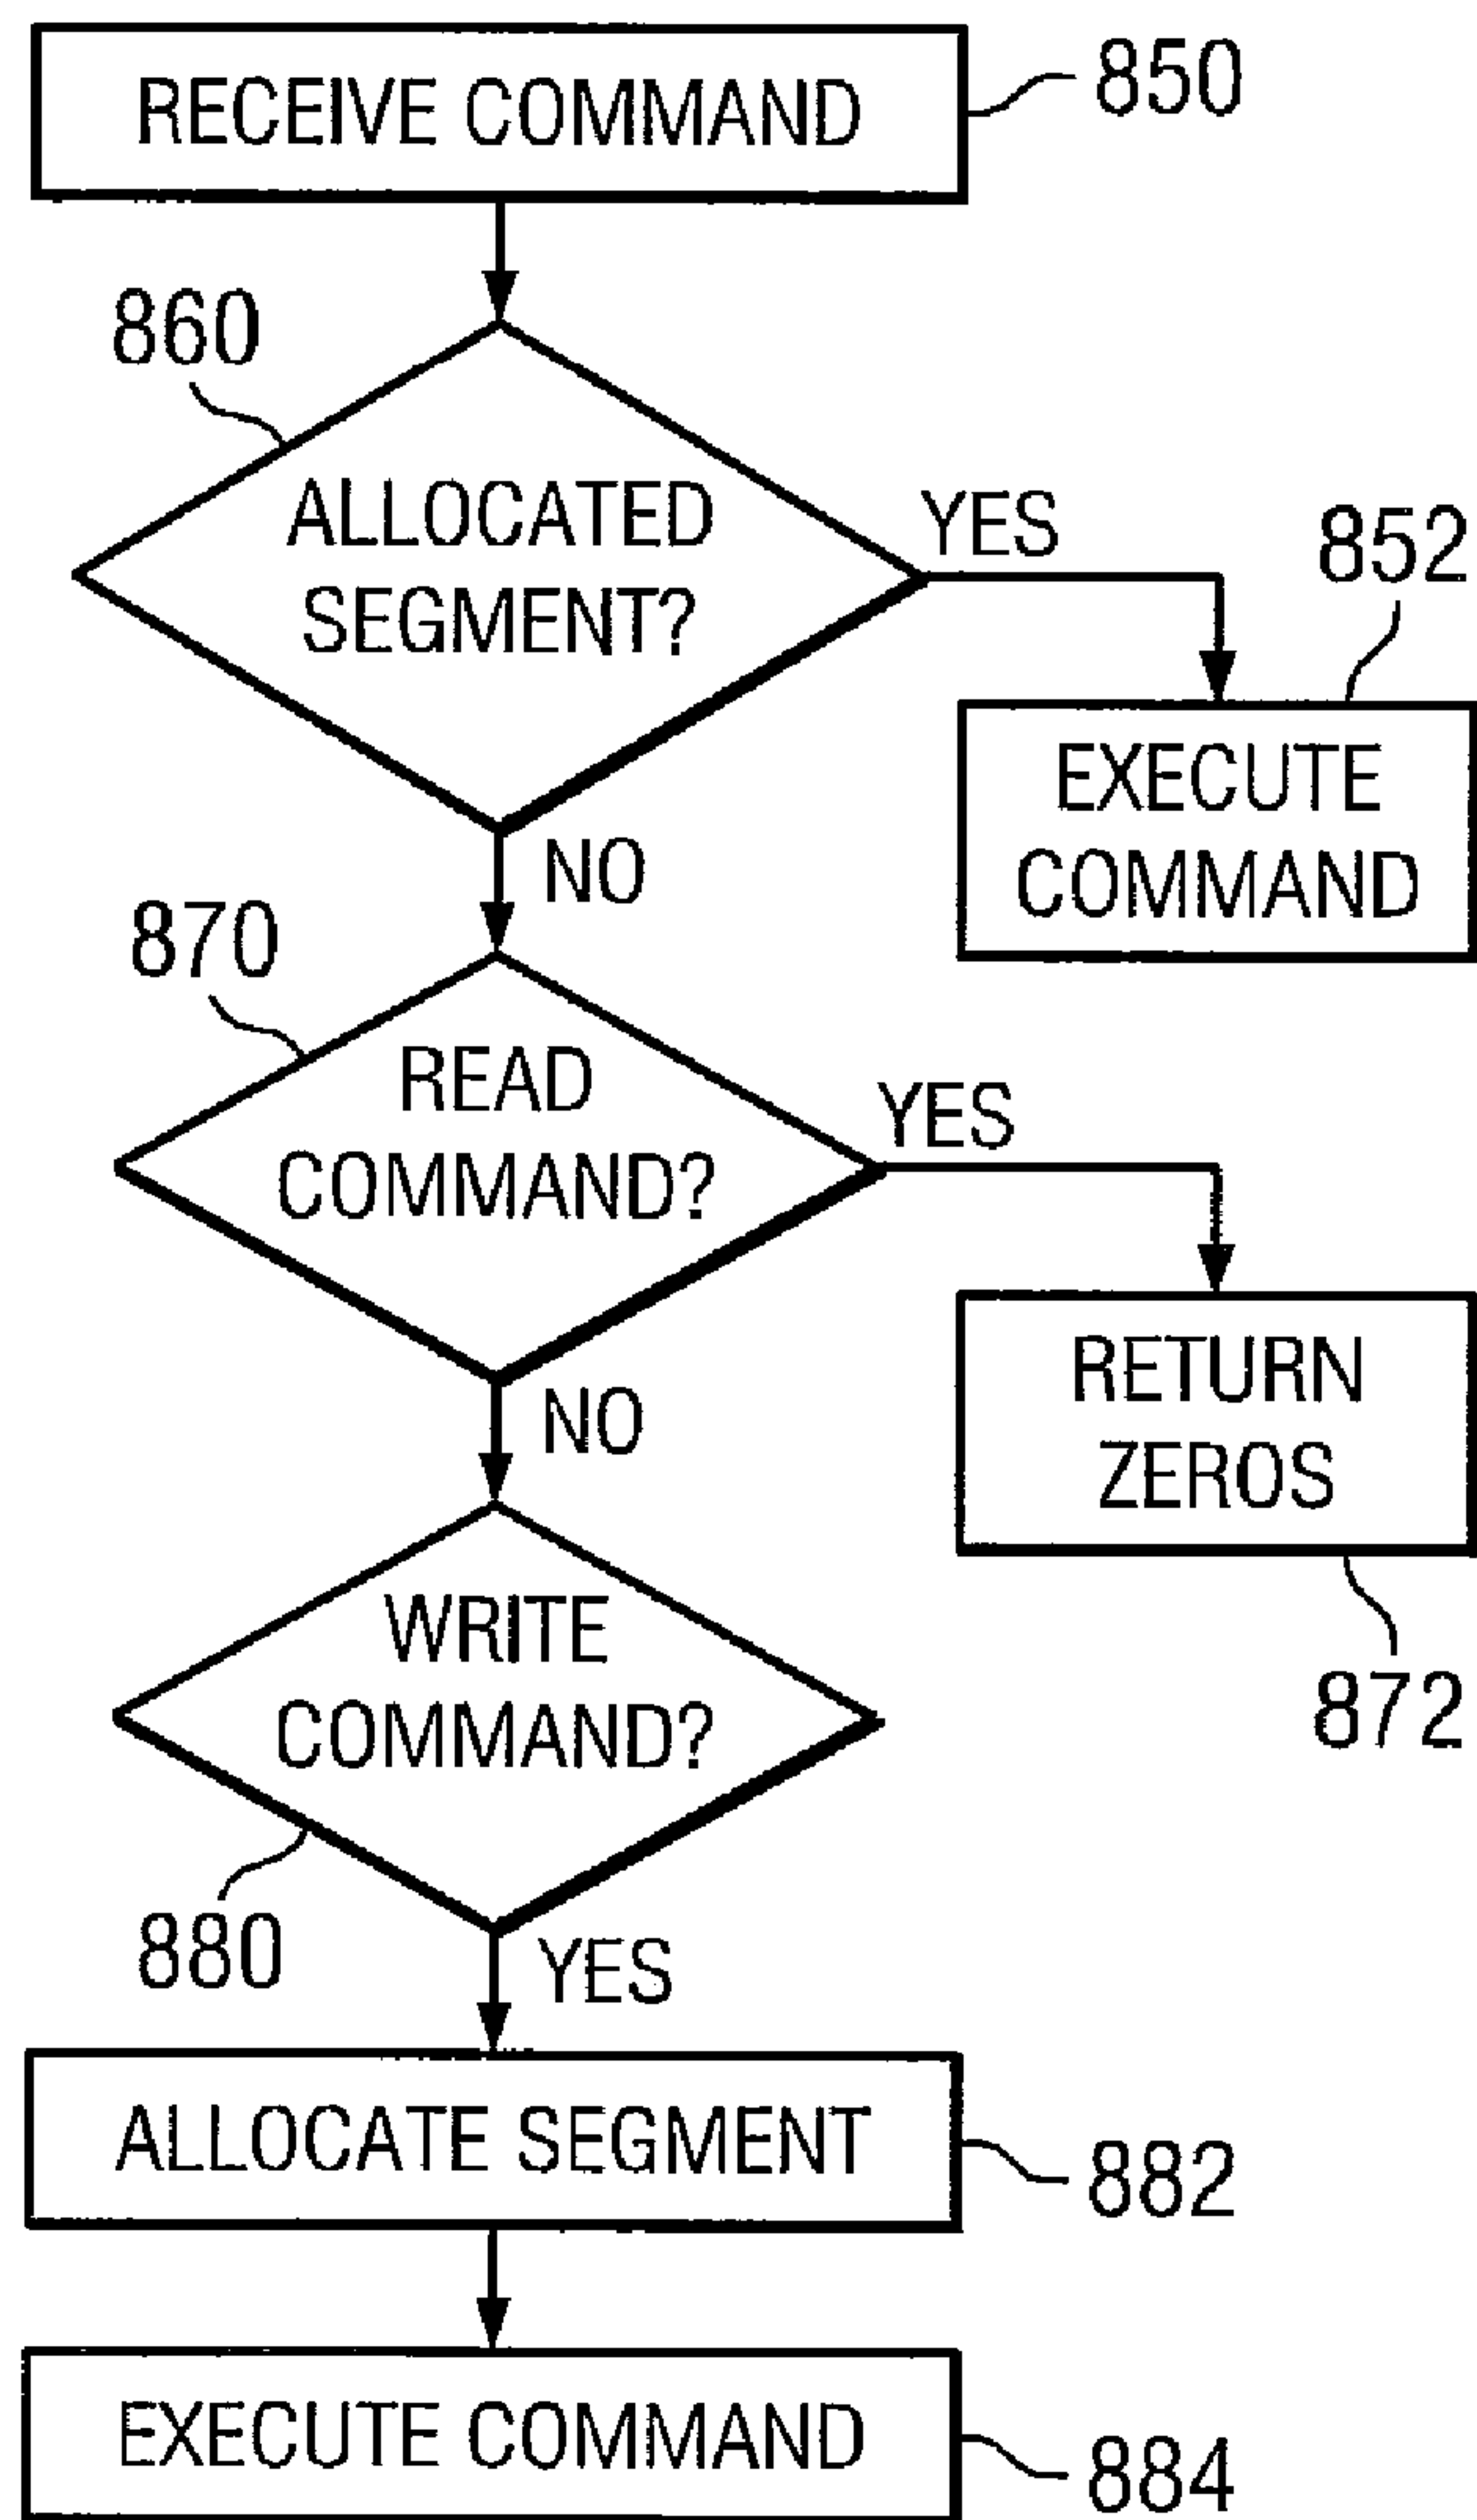 RECEIVE COMMAND
850
860
ALLOCATED
SEGMENT?
YES
852
EXECUTE
COMMAND
NO
870
READ
COMMAND?
YES
RETURN
ZEROS
872
NO
WRITE
COMMAND?
880
YES
ALLOCATE SEGMENT
882
EXECUTE COMMAND
884